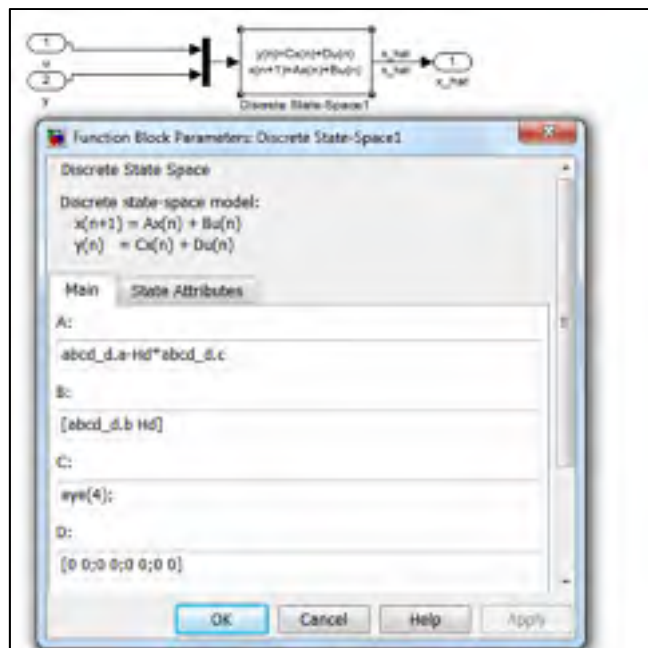 1
u
2
y
y(n)=Cx(n)+Du(n)
x(n+1)=Ax(n)+Bu(n)
x_hat
x_hat
1
x_hat
Discrete State-Space1
Function Block Parameters: Discrete State-Space1
Discrete State Space
Discrete state-space model:
x(n+1) = Ax(n) + Bu(n)
y(n) = Cx(n) + Du(n)
Main State Attributes
A:
abcd_d.a-Hd*abcd_d.c
B:
[abcd_d.b Hd]
C:
eye(4);
D:
[0 0;0 0;0 0;0 0]
OK Cancel Help Apply